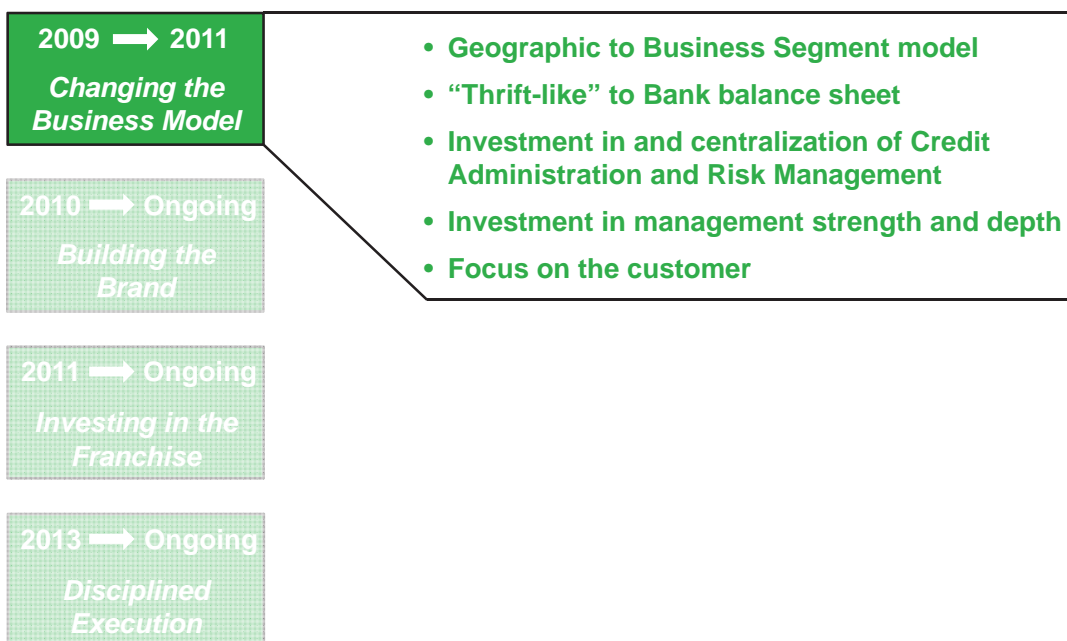 2009 → 2011
Changing the
Business Model
• Geographic to Business Segment model
• “Thrift-like” to Bank balance sheet
• Investment in and centralization of Credit
Administration and Risk Management
• Investment in management strength and depth
• Focus on the customer
2010 → Ongoing
Building the
Brand
2011 → Ongoing
Investing in the
Franchise
2013 → Ongoing
Disciplined
Execution